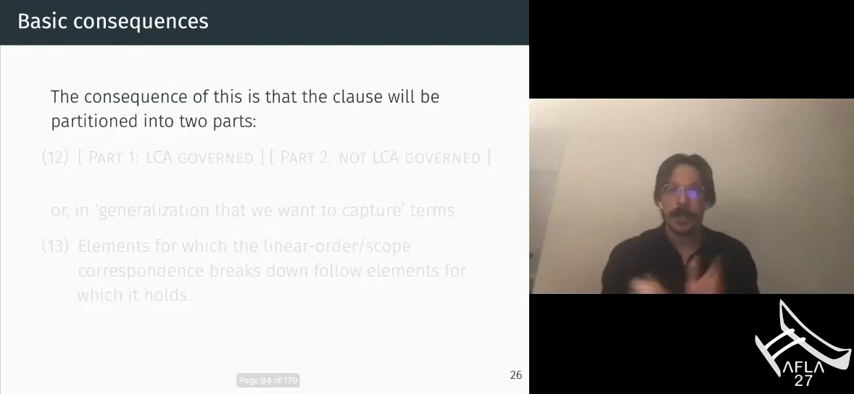 Basic consequences
The consequence of this is that the clause will be
partitioned into two parts:
(12) [ PART 1: LCA GOVERNED ] [ PART 2: NOT LCA GOVERNED ]
or, in ‘generalization that we want to capture’ terms
(13) Elements for which the linear-order/scope
correspondence breaks down follow elements for
which it holds.
Page 94 of 179
26
AFLA
27